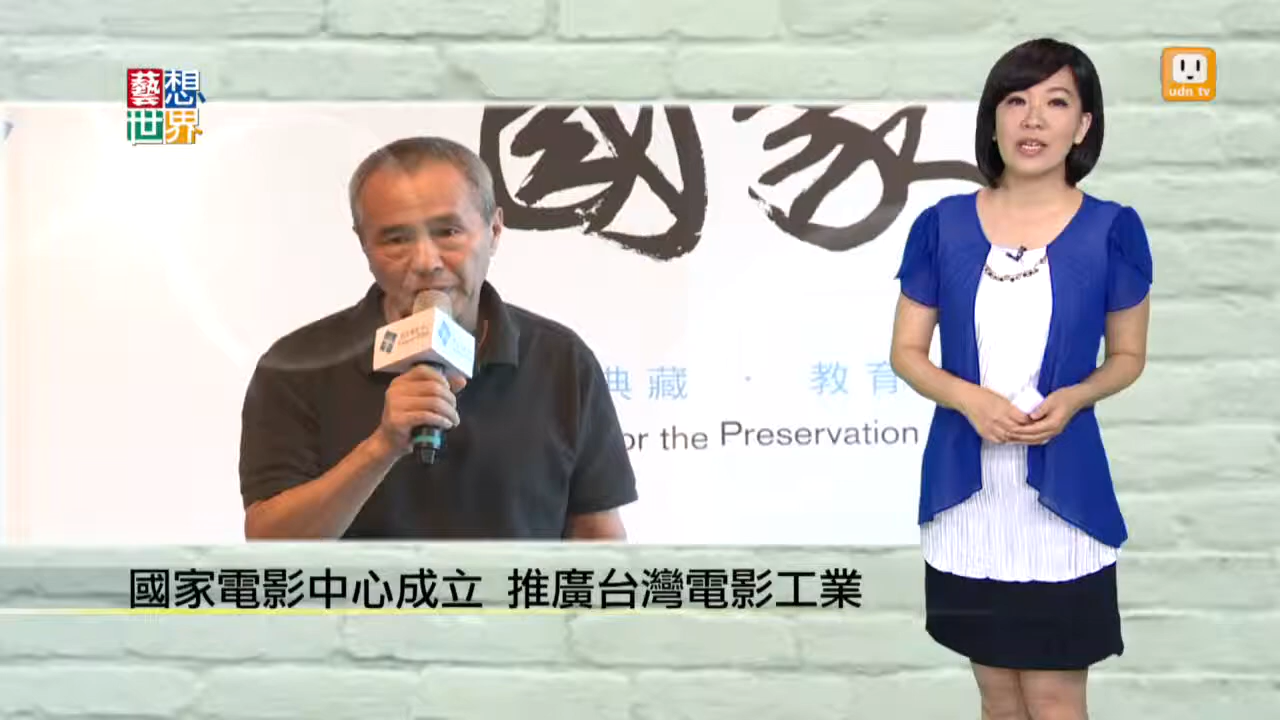 藝想
世界
udn tv
國家
典藏 · 教育
or the Preservation
國家電影中心成立 推廣台灣電影工業